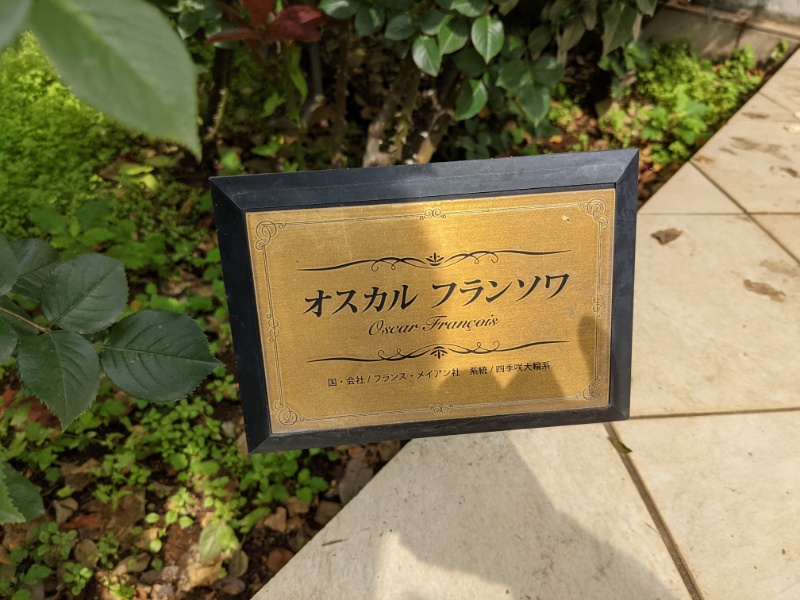 オスカル フランソワ
Oscar François
国・会社 / フランス・メイアン社 系統 / 四季咲大輪系